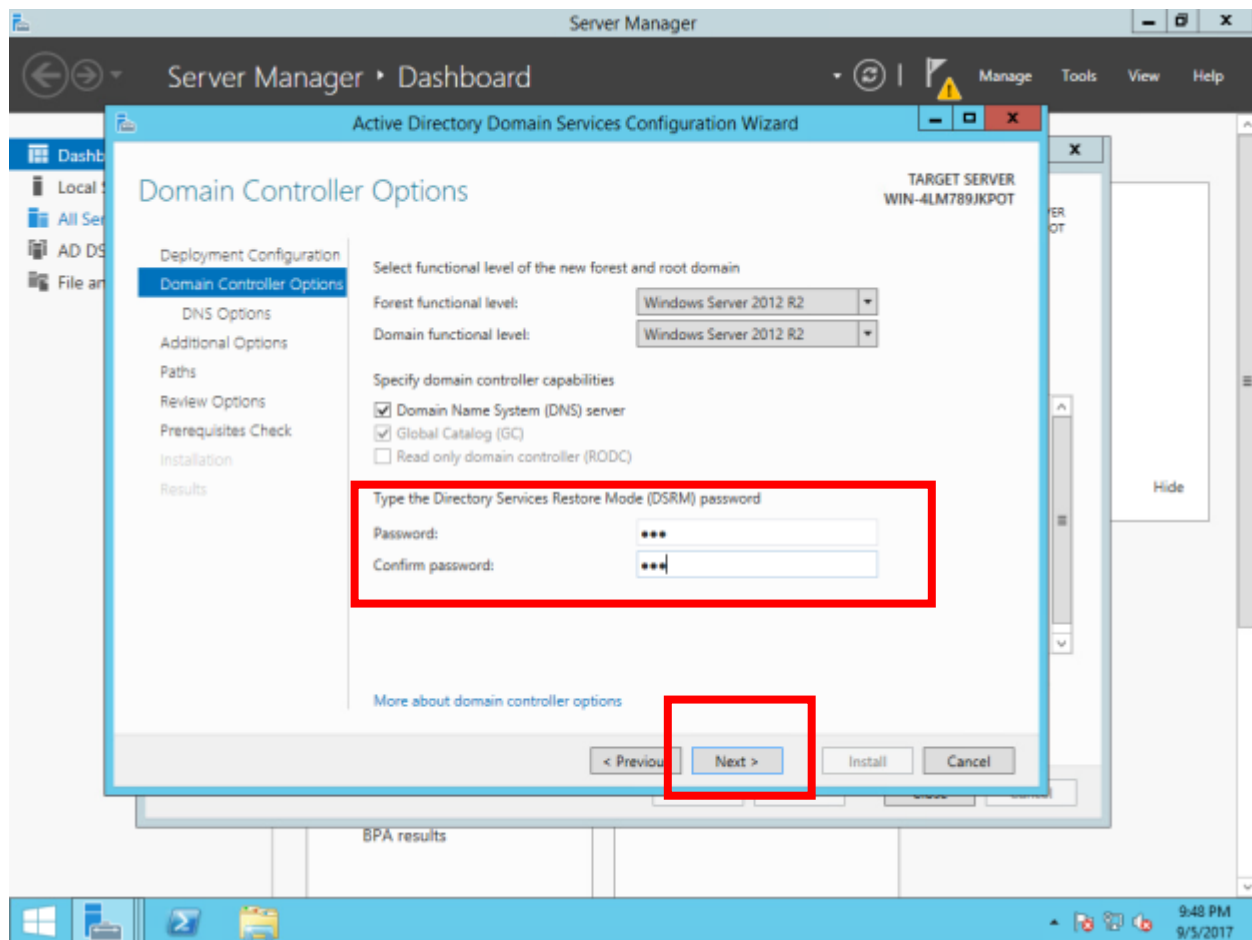 Server Manager
Server Manager • Dashboard
Manage Tools View Help
Active Directory Domain Services Configuration Wizard
Domain Controller Options
TARGET SERVER
WIN-4LM789JKPOT
Local
All Ser
AD DS
File an
Deployment Configuration
Domain Controller Options
DNS Options
Additional Options
Paths
Review Options
Prerequisites Check
Installation
Results
Select functional level of the new forest and root domain
Forest functional level: Windows Server 2012 R2
Domain functional level: Windows Server 2012 R2
Specify domain controller capabilities
Domain Name System (DNS) server
Global Catalog (GC)
Read only domain controller (RODC)
Type the Directory Services Restore Mode (DSRM) password
Password: •••
Confirm password: •••
More about domain controller options
Hide
< Previou Next > Install Cancel
BPA results
9:48 PM
9/5/2017